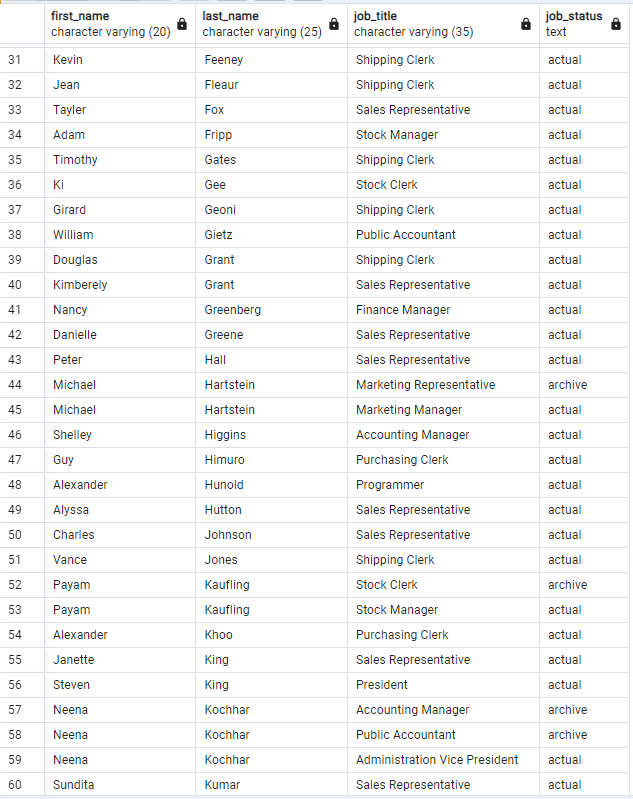 first_name last_name job_title job_status
character varying (20) character varying (25) character varying (35) text
31 Kevin Feeney Shipping Clerk actual
32 Jean Fleaur Shipping Clerk actual
33 Tayler Fox Sales Representative actual
34 Adam Fripp Stock Manager actual
35 Timothy Gates Shipping Clerk actual
36 Ki Gee Stock Clerk actual
37 Girard Geoni Shipping Clerk actual
38 William Gietz Public Accountant actual
39 Douglas Grant Shipping Clerk actual
40 Kimberely Grant Sales Representative actual
41 Nancy Greenberg Finance Manager actual
42 Danielle Greene Sales Representative actual
43 Peter Hall Sales Representative actual
44 Michael Hartstein Marketing Representative archive
45 Michael Hartstein Marketing Manager actual
46 Shelley Higgins Accounting Manager actual
47 Guy Himuro Purchasing Clerk actual
48 Alexander Hunold Programmer actual
49 Alyssa Hutton Sales Representative actual
50 Charles Johnson Sales Representative actual
51 Vance Jones Shipping Clerk actual
52 Payam Kaufling Stock Clerk archive
53 Payam Kaufling Stock Manager actual
54 Alexander Khoo Purchasing Clerk actual
55 Janette King Sales Representative actual
56 Steven King President actual
57 Neena Kochhar Accounting Manager archive
58 Neena Kochhar Public Accountant archive
59 Neena Kochhar Administration Vice President actual
60 Sundita Kumar Sales Representative actual